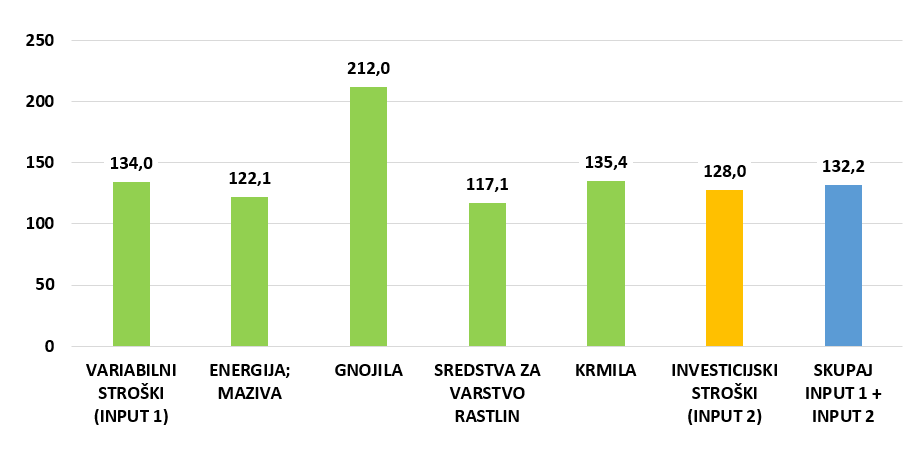 250
200
150
100
50
0
134,0
122,1
212,0
117,1
135,4
128,0
132,2
VARIABILNI
STROŠKI
(INPUT 1)
ENERGIJA;
MAZIVA
GNOJILA
SREDSTVA ZA
VARSTVO
RASTLIN
KRMILA
INVESTICIJSKI
STROŠKI
(INPUT 2)
SKUPAJ
INPUT 1 +
INPUT 2